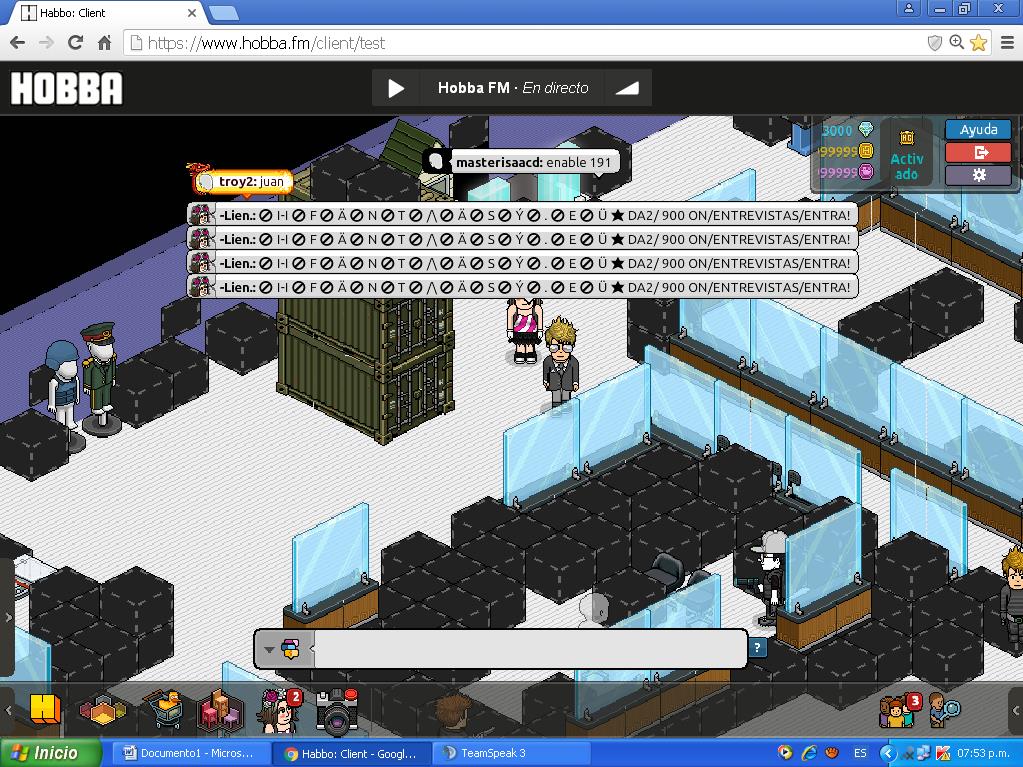 Habbo: Client
https://www.hobba.fm/client/test
HOBBA
Hobba FM · En directo
3000
99999
99999
Activ
ado
Ayuda
masterisaacd: enable 191
troy2: juan
-Lien.: ⊘ I-I ⊘ F ⊘ Ä ⊘ N ⊘ T ⊘ /\ ⊘ Ä ⊘ S ⊘ Ý ⊘ . ⊘ E ⊘ Ü ★ DA2/ 900 ON/ENTREVISTAS/ENTRA!
-Lien.: ⊘ I-I ⊘ F ⊘ Ä ⊘ N ⊘ T ⊘ /\ ⊘ Ä ⊘ S ⊘ Ý ⊘ . ⊘ E ⊘ Ü ★ DA2/ 900 ON/ENTREVISTAS/ENTRA!
-Lien.: ⊘ I-I ⊘ F ⊘ Ä ⊘ N ⊘ T ⊘ /\ ⊘ Ä ⊘ S ⊘ Ý ⊘ . ⊘ E ⊘ Ü ★ DA2/ 900 ON/ENTREVISTAS/ENTRA!
-Lien.: ⊘ I-I ⊘ F ⊘ Ä ⊘ N ⊘ T ⊘ /\ ⊘ Ä ⊘ S ⊘ Ý ⊘ . ⊘ E ⊘ Ü ★ DA2/ 900 ON/ENTREVISTAS/ENTRA!
?
2
3
Inicio
Documento1 - Micros...
Habbo: Client - Googl...
TeamSpeak 3
ES
07:53 p.m.